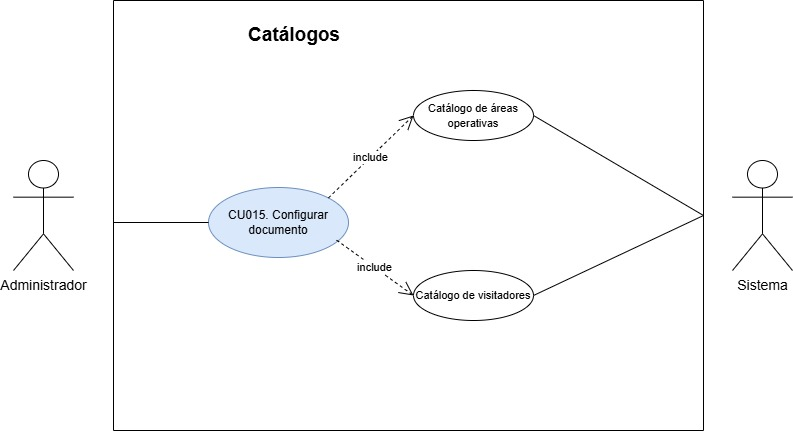 Catálogos
Catálogo de áreas
operativas
include
CU015. Configurar
documento
include
Administrador
Sistema
Catálogo de visitadores